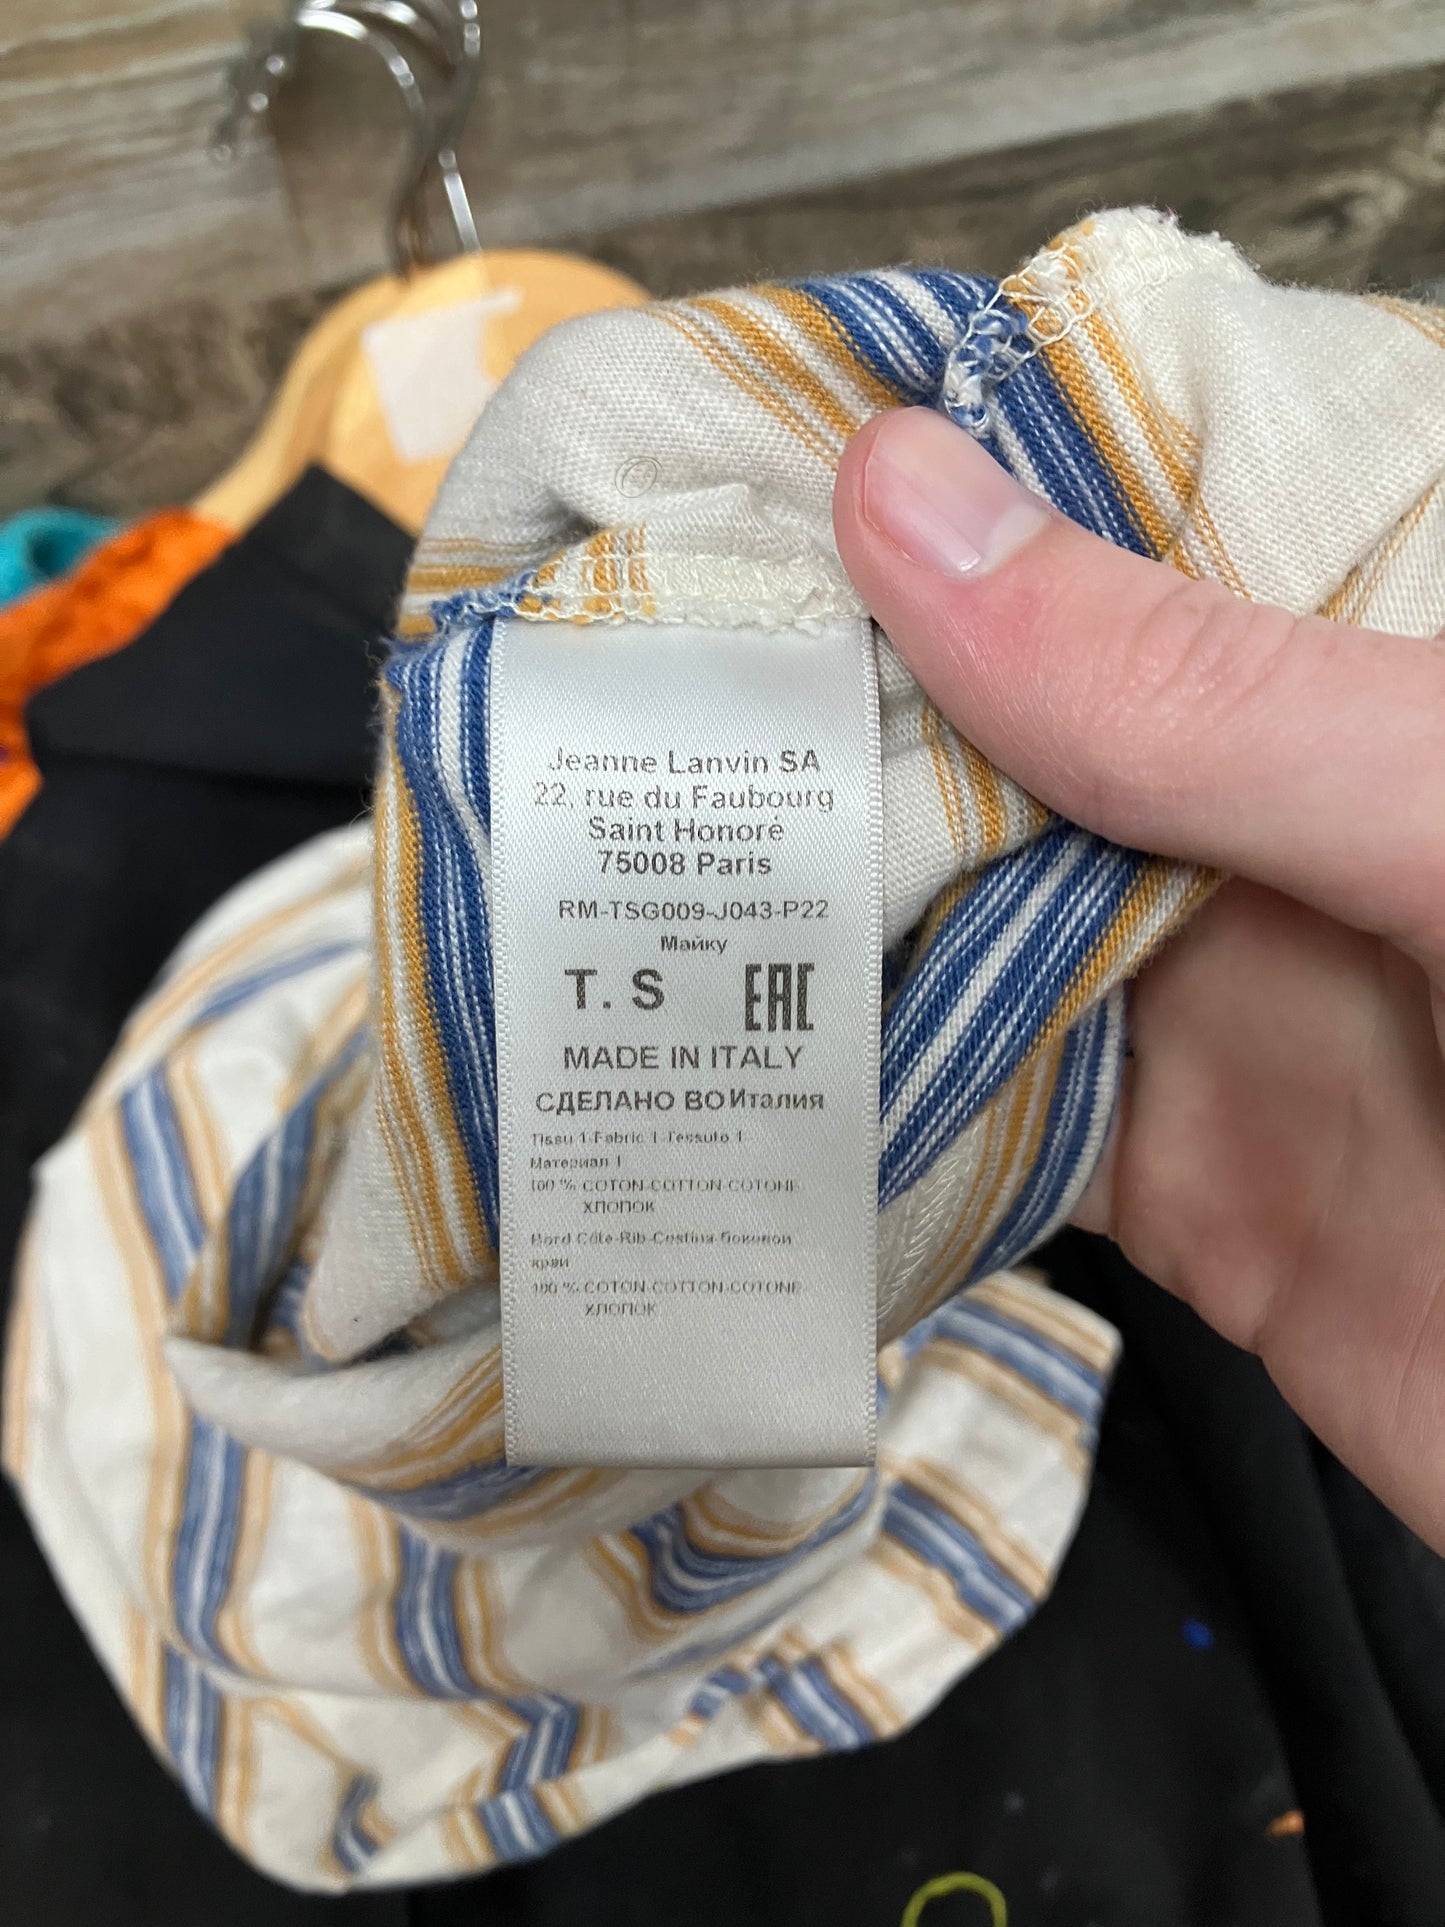 Jeanne Lanvin SA
22, rue du Faubourg
Saint Honoré
75008 Paris
RM-TSG009-J043-P22
Майку
T. S EAC
MADE IN ITALY
СДЕЛАНО ВО Италия
Tissu 1-Fabric 1-Tessuto 1-
Материал 1
100 % COTON-COTTON-COTONE
ХЛОПОК
Bord Côte-Rib-Costina-боковой
край
100 % COTON-COTTON-COTONE
ХЛОПОК